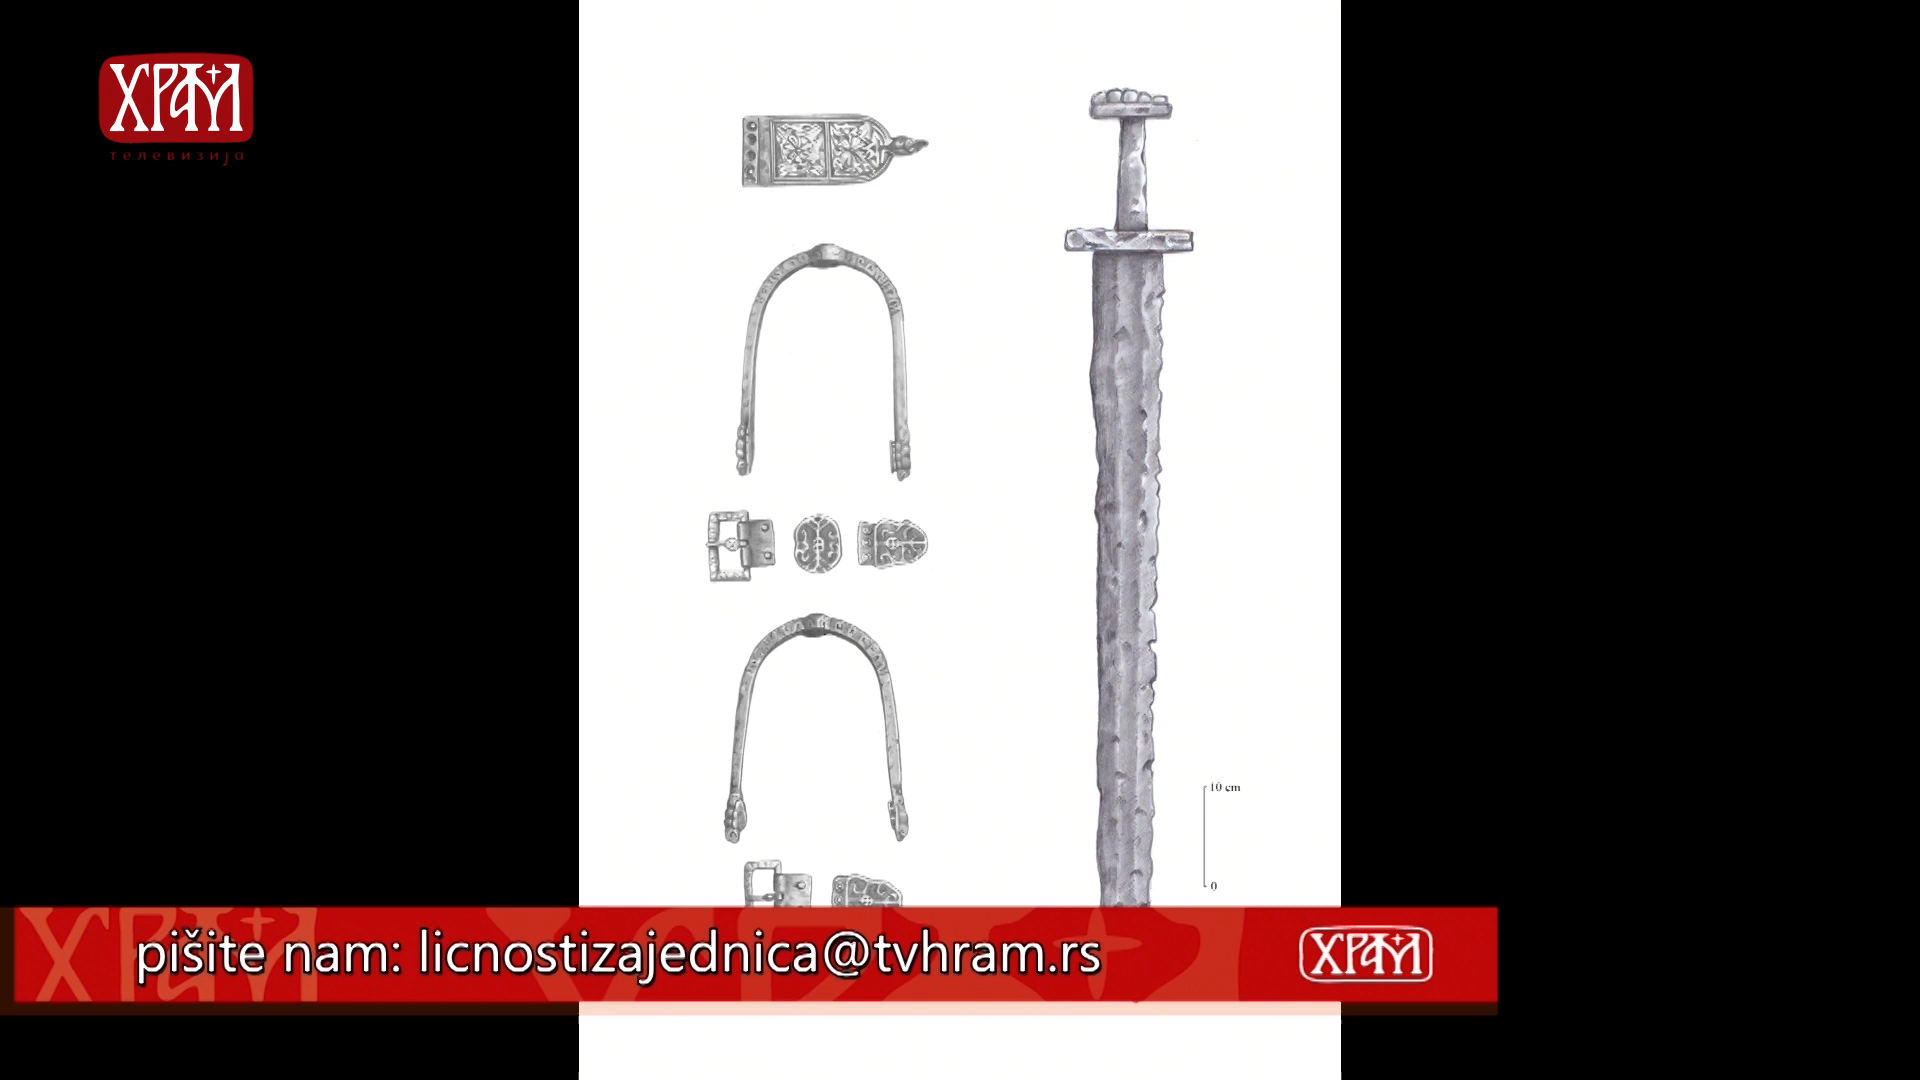 ХРАМ
телевизија
10 cm
0
pišite nam: licnostizajednica@tvhram.rs
ХРАМ